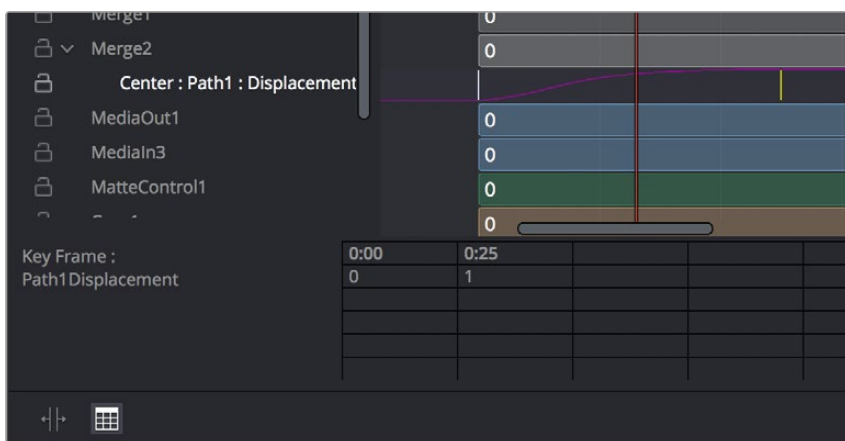 Merge1 0
Merge2 0
Center : Path1 : Displacement
MediaOut1 0
MediaIn3 0
MatteControl1 0
0
Key Frame : 0:00 0:25
Path1Displacement 0 1